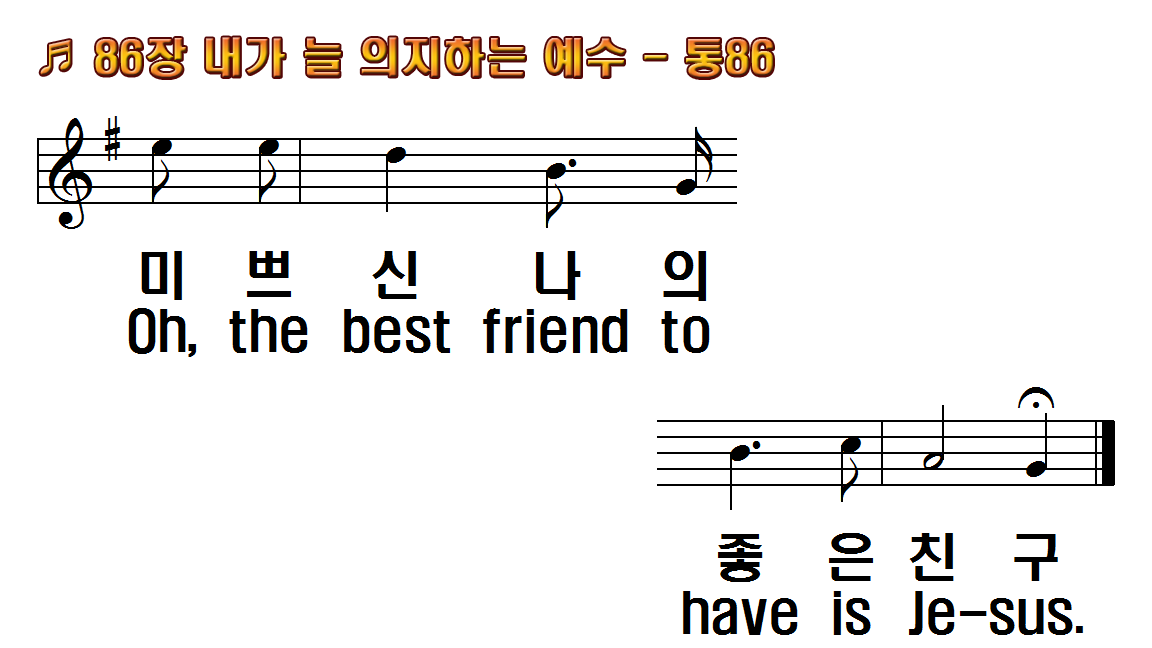 86장 내가 늘 의지하는 예수 - 통86
미 쁘 신 나 의
Oh, the best friend to
좋 은 친 구
have is Je-sus.